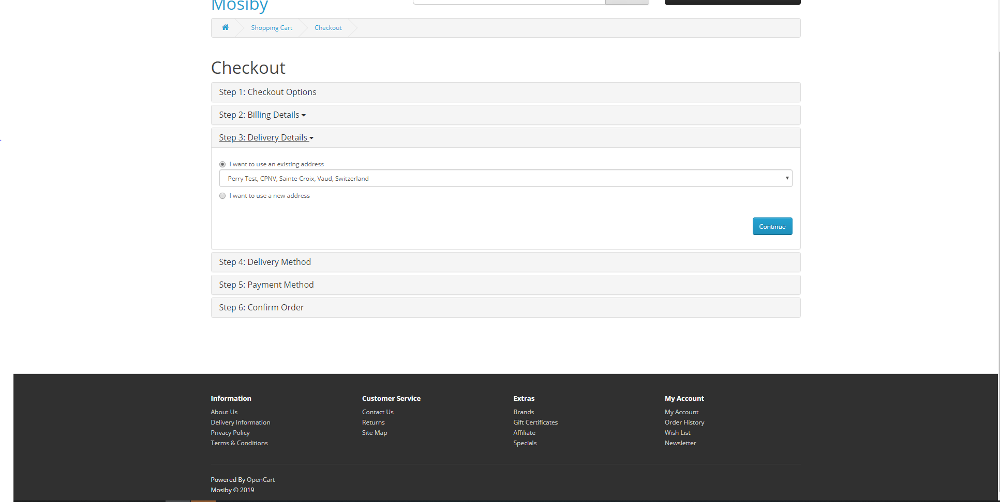 Mosiby
Shopping Cart
Checkout
Checkout
Step 1: Checkout Options
Step 2: Billing Details
Step 3: Delivery Details
I want to use an existing address
Perry Test, CPNV, Sainte-Croix, Vaud, Switzerland
I want to use a new address
Continue
Step 4: Delivery Method
Step 5: Payment Method
Step 6: Confirm Order
Information
About Us
Delivery Information
Privacy Policy
Terms & Conditions
Customer Service
Contact Us
Returns
Site Map
Extras
Brands
Gift Certificates
Affiliate
Specials
My Account
My Account
Order History
Wish List
Newsletter
Powered By OpenCart
Mosiby © 2019